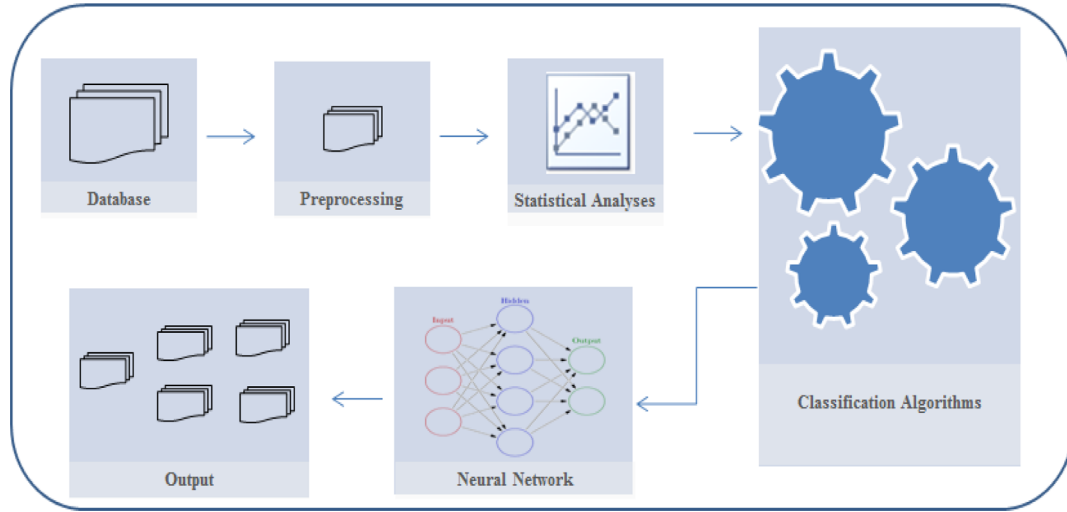 Database
Preprocessing
Statistical Analyses
Classification Algorithms
Input
Hidden
Output
Neural Network
Output